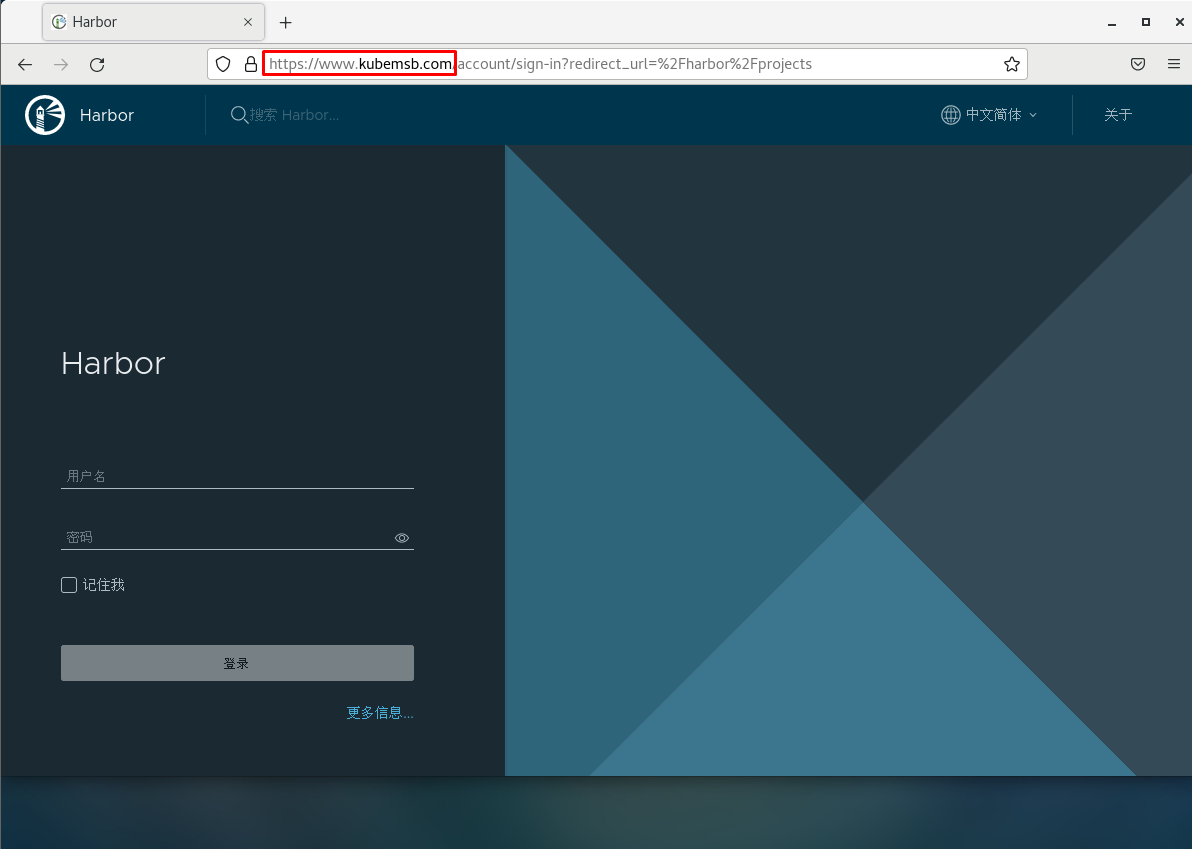 Harbor
https://www.kubemsb.com/account/sign-in?redirect_url=%2Fharbor%2Fprojects
Harbor
搜索 Harbor...
中文简体
关于
Harbor
用户名
密码
记住我
登录
更多信息...